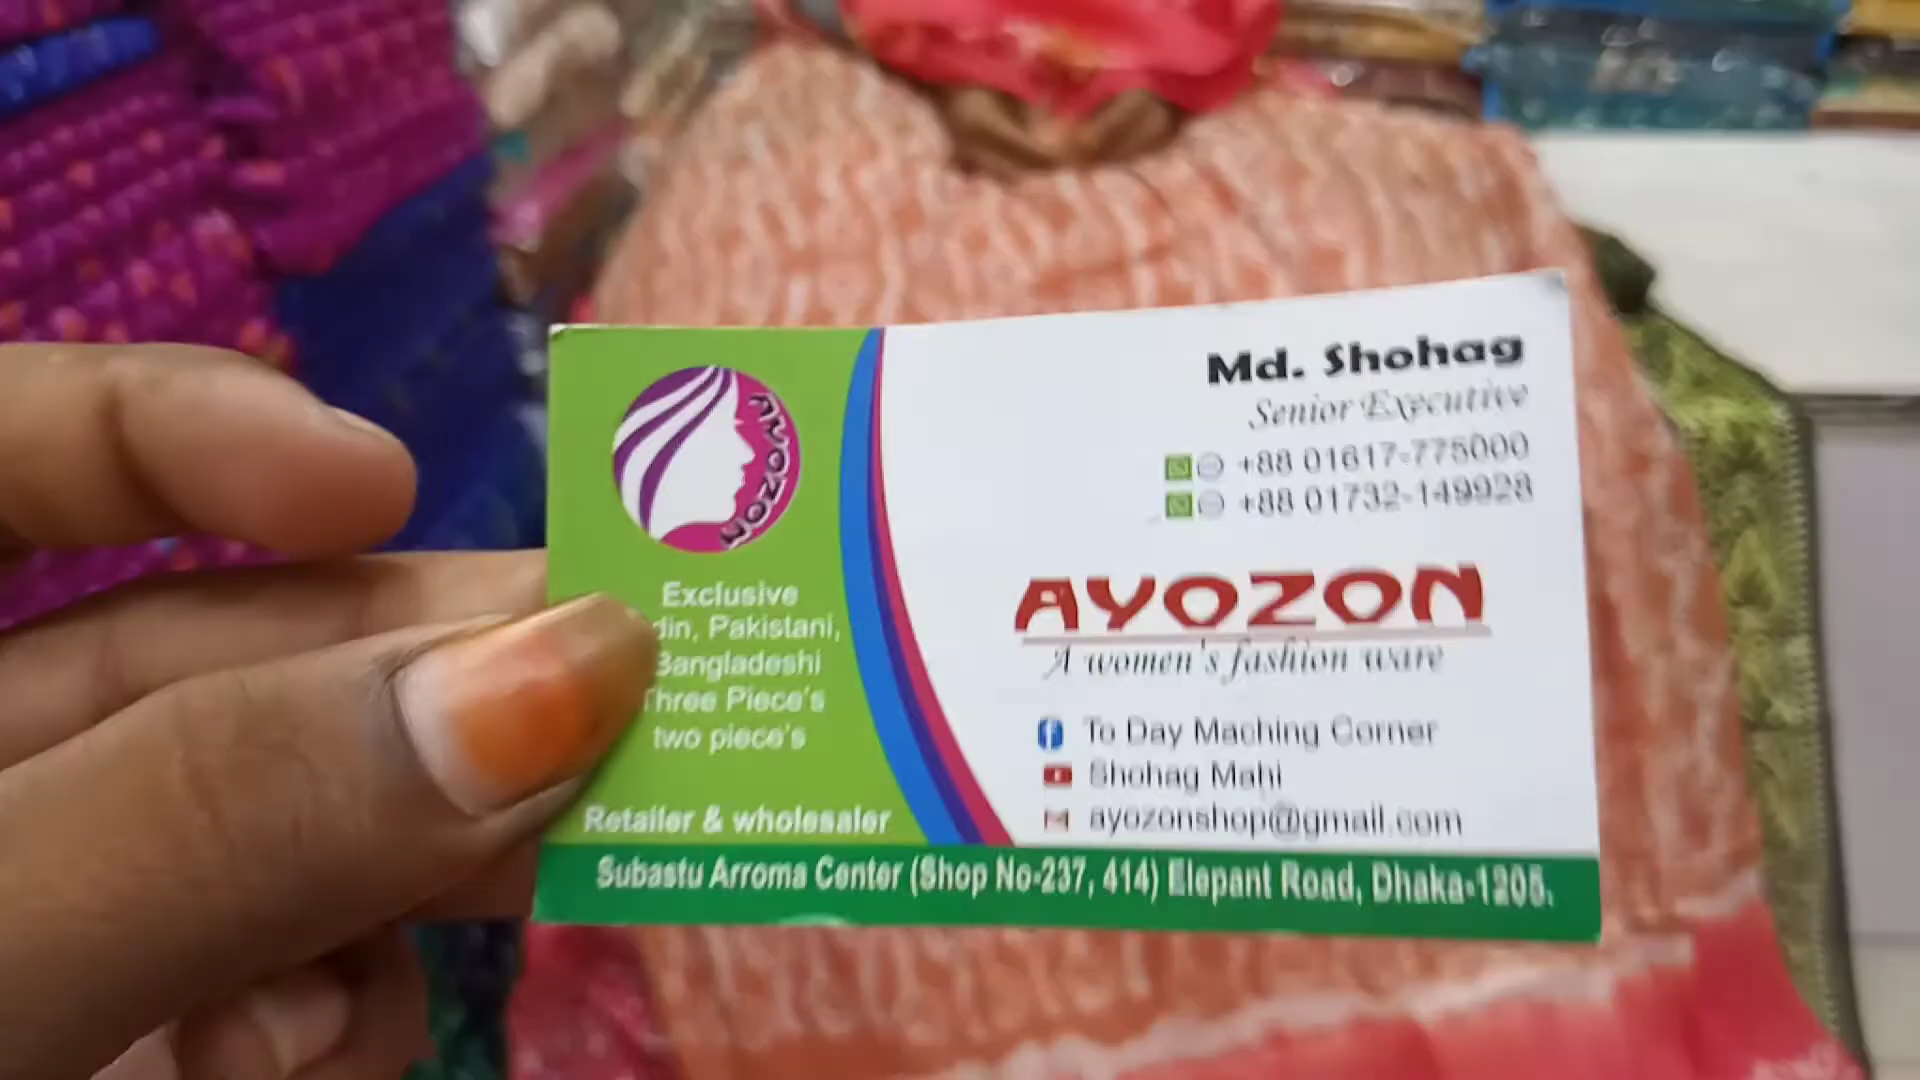 AYOZON
Exclusive
Pakistani,
Bangladeshi
Three Piece's
two piece's
Retailer & wholesaler
Md. Shohag
Senior Executive
+88 01617-775000
+88 01732-149928
AYOZON
A women's fashion ware
To Day Maching Corner
Shohag Mahi
ayozonshop@gmail.com
Subastu Arroma Center (Shop No-237, 414) Elepant Road, Dhaka-1205.